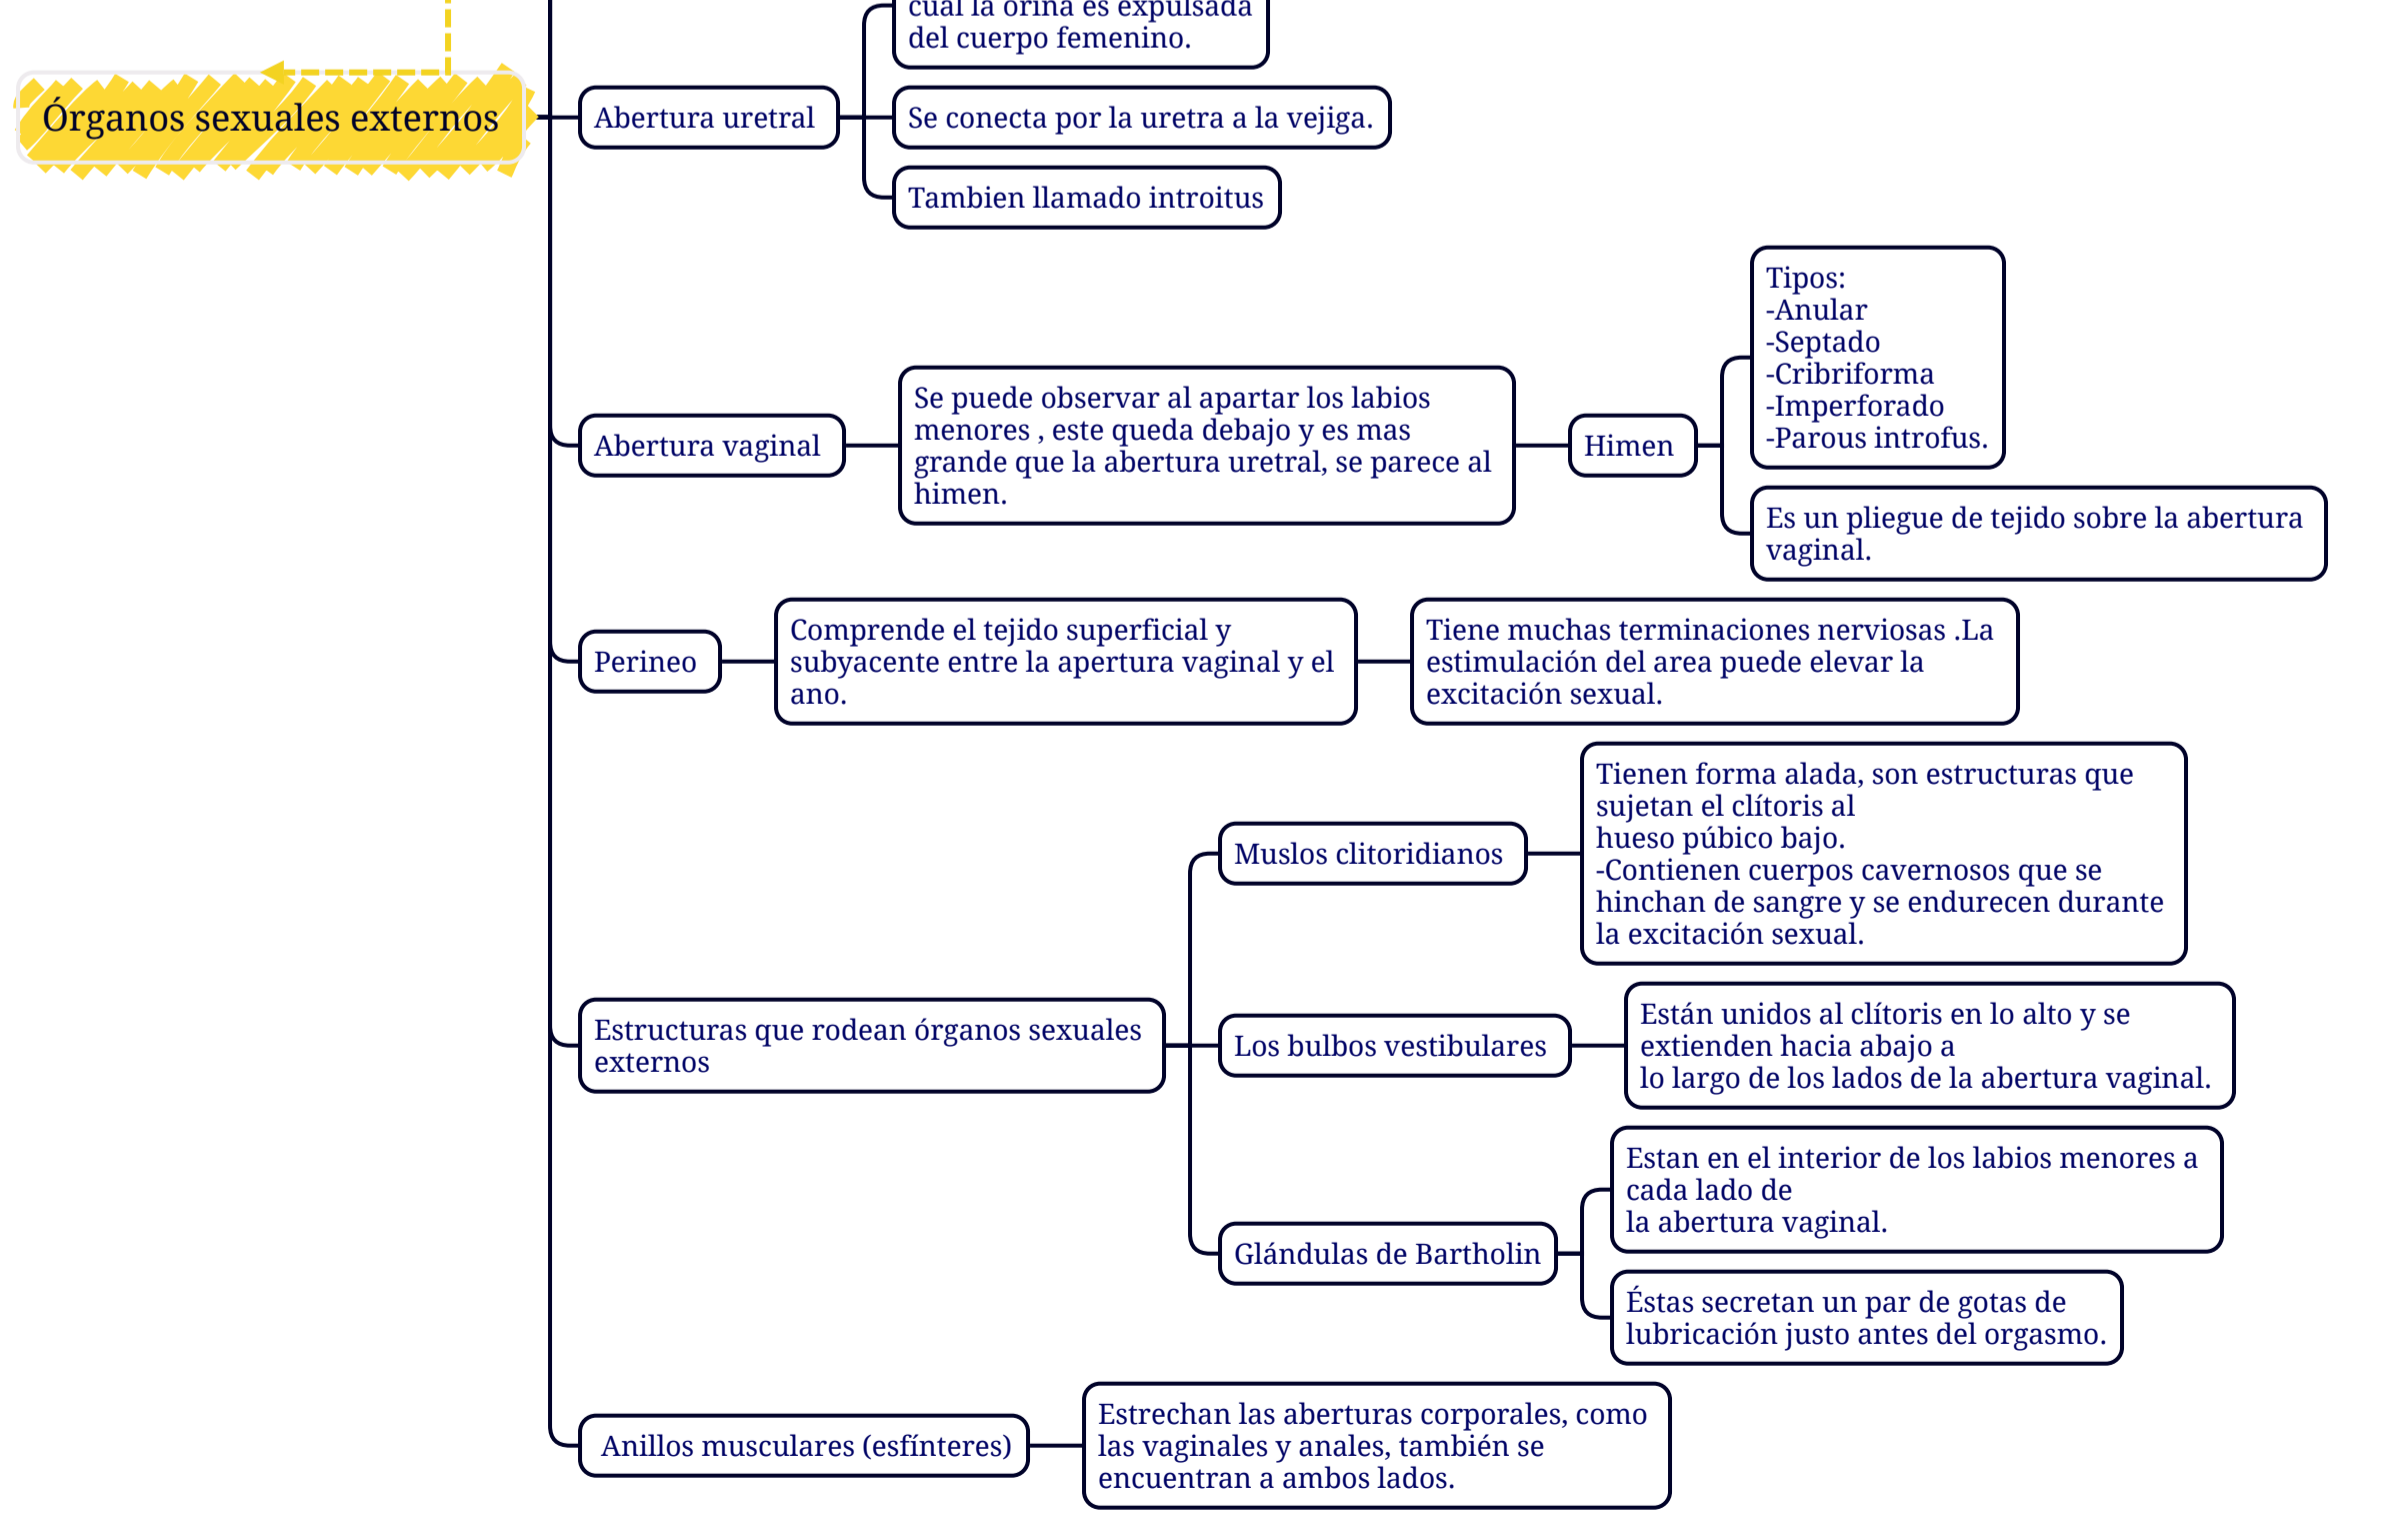 cual la orina es expulsada
del cuerpo femenino.
Órganos sexuales externos
Abertura uretral
Se conecta por la uretra a la vejiga.
Tambien llamado introitus
Tipos:
-Anular
-Septado
-Cribriforma
-Imperforado
-Parous introfus.
Abertura vaginal
Se puede observar al apartar los labios
menores , este queda debajo y es mas
grande que la abertura uretral, se parece al
himen.
Himen
Es un pliegue de tejido sobre la abertura
vaginal.
Perineo
Comprende el tejido superficial y
subyacente entre la apertura vaginal y el
ano.
Tiene muchas terminaciones nerviosas .La
estimulación del area puede elevar la
excitación sexual.
Estructuras que rodean órganos sexuales
externos
Muslos clitoridianos
Tienen forma alada, son estructuras que
sujetan el clítoris al
hueso púbico bajo.
-Contienen cuerpos cavernosos que se
hinchan de sangre y se endurecen durante
la excitación sexual.
Los bulbos vestibulares
Están unidos al clítoris en lo alto y se
extienden hacia abajo a
lo largo de los lados de la abertura vaginal.
Glándulas de Bartholin
Estan en el interior de los labios menores a
cada lado de
la abertura vaginal.
Éstas secretan un par de gotas de
lubricación justo antes del orgasmo.
Anillos musculares (esfínteres)
Estrechan las aberturas corporales, como
las vaginales y anales, también se
encuentran a ambos lados.